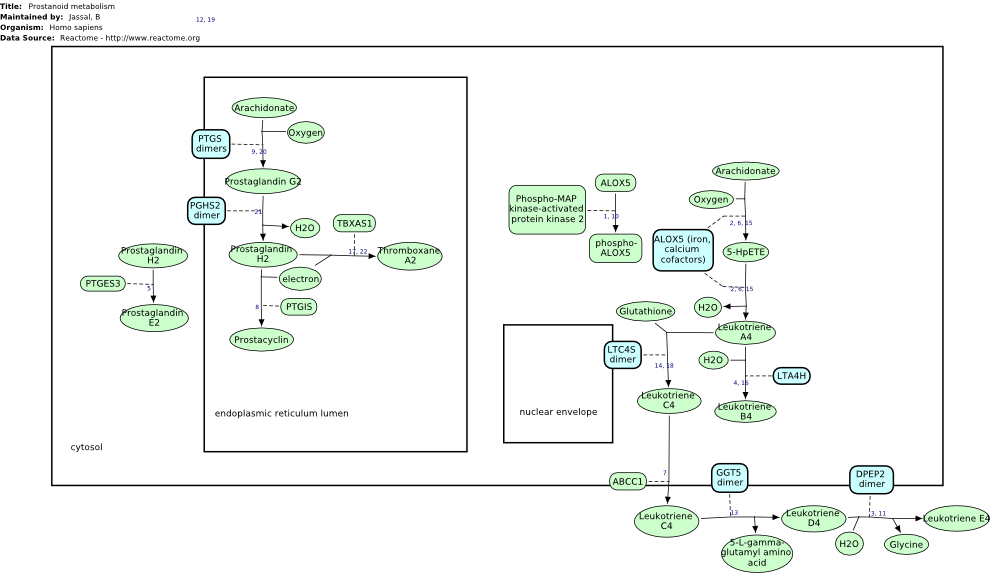 Title: Prostanoid metabolism
Maintained by: Jassal, B
12, 19
Organism: Homo sapiens
Data Source: Reactome - http://www.reactome.org
Arachidonate
Oxygen
PTGS
dimers
9, 20
Prostaglandin G2
PGHS2
dimer
21
H2O
TBXAS1
Prostaglandin
H2
17, 22
Thromboxane
A2
electron
8
PTGIS
Prostacyclin
Prostaglandin
H2
PTGES3
5
Prostaglandin
E2
endoplasmic reticulum lumen
cytosol
Phospho-MAP
kinase-activated
protein kinase 2
ALOX5
1, 10
phospho-
ALOX5
Arachidonate
Oxygen
2, 6, 15
ALOX5 (iron,
calcium
cofactors)
5-HpETE
2, 6, 15
H2O
Glutathione
Leukotriene
A4
LTC4S
dimer
14, 18
H2O
4, 16
LTA4H
Leukotriene
C4
Leukotriene
B4
nuclear envelope
7
ABCC1
GGT5
dimer
DPEP2
dimer
Leukotriene
C4
13
Leukotriene
D4
3, 11
Leukotriene E4
5-L-gamma-
glutamyl amino
acid
H2O
Glycine